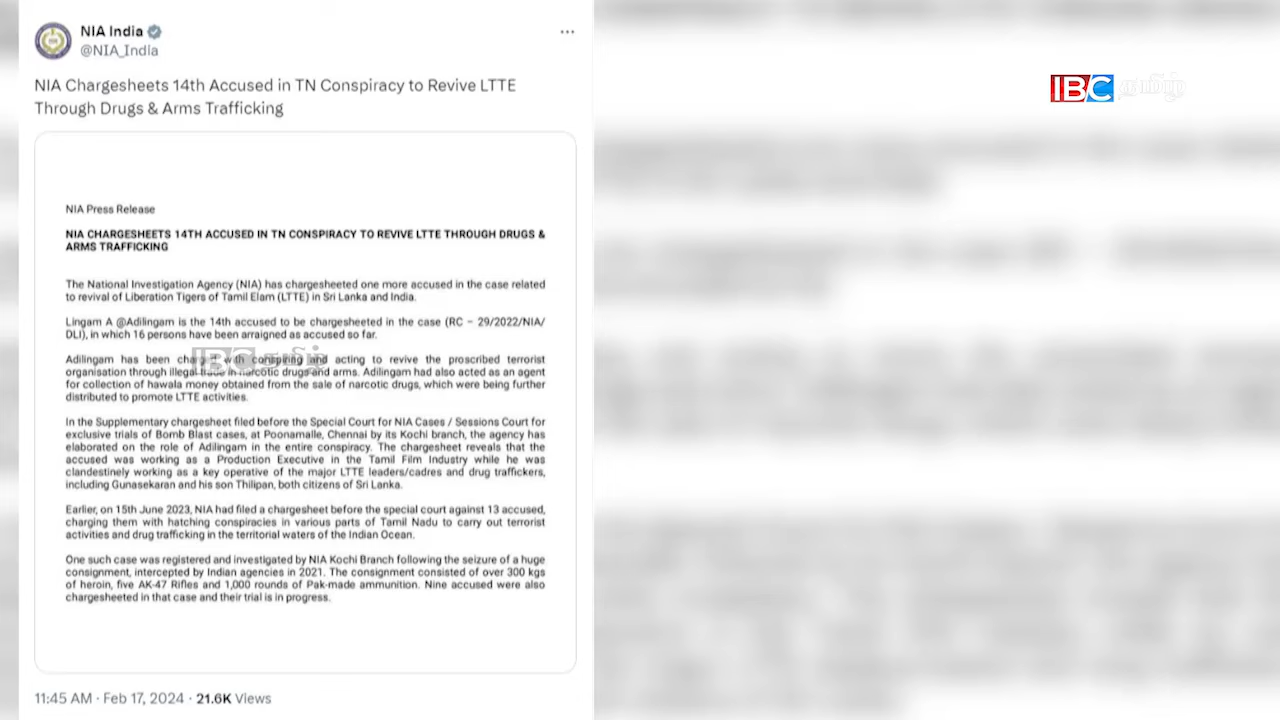 NIA India
@NIA_India
NIA Chargesheets 14th Accused in TN Conspiracy to Revive LTTE
Through Drugs & Arms Trafficking
IBC தமிழ்
NIA Press Release
NIA CHARGESHEETS 14TH ACCUSED IN TN CONSPIRACY TO REVIVE LTTE THROUGH DRUGS &
ARMS TRAFFICKING
The National Investigation Agency (NIA) has chargesheeted one more accused in the case related
to revival of Liberation Tigers of Tamil Elam (LTTE) in Sri Lanka and India.
Lingam A @Adilingam is the 14th accused to be chargesheeted in the case (RC – 29/2022/NIA/
DLI), in which 16 persons have been arraigned as accused so far.
Adilingam has been charged with conspiring and acting to revive the proscribed terrorist
IBC தமிழ்
organisation through illegal trade in narcotic drugs and arms. Adilingam had also acted as an agent
for collection of hawala money obtained from the sale of narcotic drugs, which were being further
distributed to promote LTTE activities.
In the Supplementary chargesheet filed before the Special Court for NIA Cases / Sessions Court for
exclusive trials of Bomb Blast cases, at Poonamalle, Chennai by its Kochi branch, the agency has
elaborated on the role of Adilingam in the entire conspiracy. The chargesheet reveals that the
accused was working as a Production Executive in the Tamil Film Industry while he was
clandestinely working as a key operative of the major LTTE leaders/cadres and drug traffickers,
including Gunasekaran and his son Thilipan, both citizens of Sri Lanka.
Earlier, on 15th June 2023, NIA had filed a chargesheet before the special court against 13 accused,
charging them with hatching conspiracies in various parts of Tamil Nadu to carry out terrorist
activities and drug trafficking in the territorial waters of the Indian Ocean.
One such case was registered and investigated by NIA Kochi Branch following the seizure of a huge
consignment, intercepted by Indian agencies in 2021. The consignment consisted of over 300 kgs
of heroin, five AK-47 Rifles and 1,000 rounds of Pak-made ammunition. Nine accused were also
chargesheeted in that case and their trial is in progress.
11:45 AM · Feb 17, 2024 · 21.6K Views